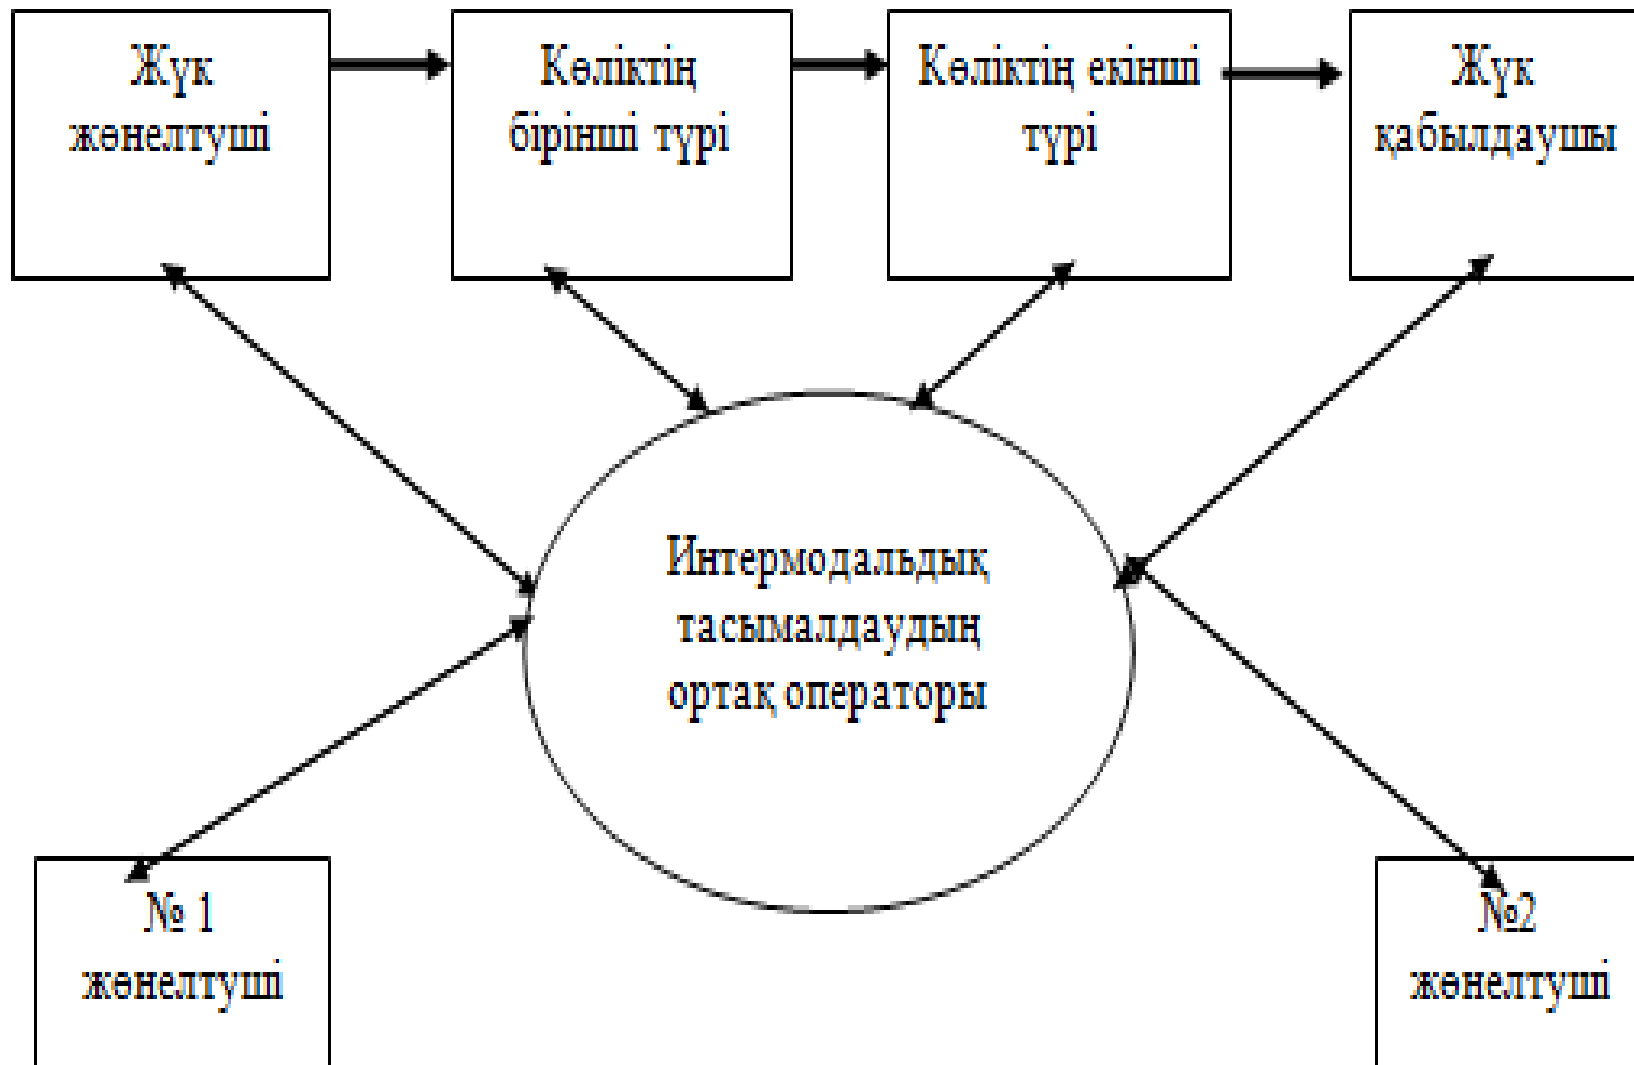 Жүк
жөнелтуші
Көліктің
бірінші түрі
Көліктің екінші
түрі
Жүк
қабылдаушы
Интермодальдық
тасымалдаудың
ортақ операторы
№ 1
жөнелтуші
№2
жөнелтуші